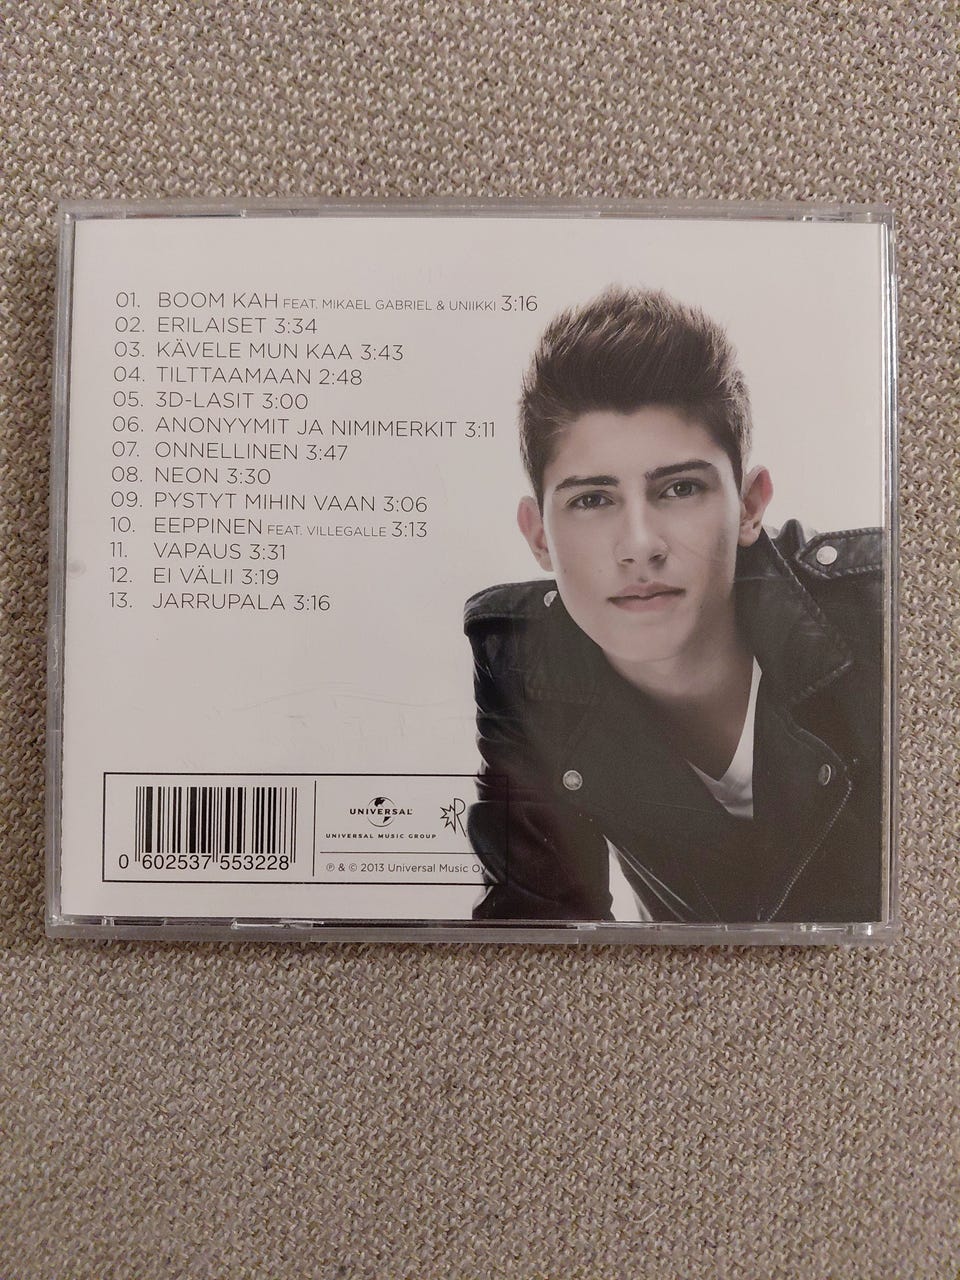 01. BOOM KAH FEAT. MIKAEL GABRIEL & UNIIKKI 3:16
02. ERILAISET 3:34
03. KÄVELE MUN KAA 3:43
04. TILTTAAMAAN 2:48
05. 3D-LASIT 3:00
06. ANONYYMIT JA NIMIMERKIT 3:11
07. ONNELLINEN 3:47
08. NEON 3:30
09. PYSTYT MIHIN VAAN 3:06
10. EEPPINEN FEAT. VILLEGALLE 3:13
11. VAPAUS 3:31
12. EI VÄLII 3:19
13. JARRUPALA 3:16
UNIVERSAL
UNIVERSAL MUSIC GROUP
R
0 602537 553228
℗ & © 2013 Universal Music Oy